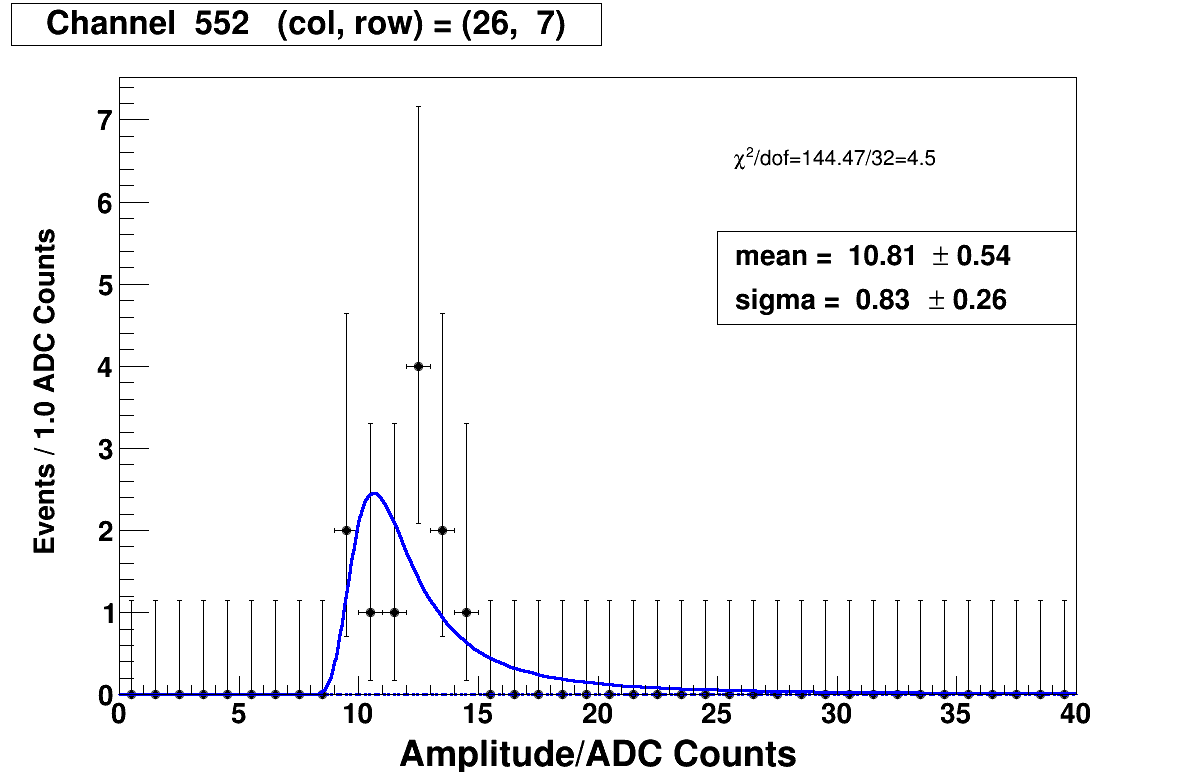 Channel 552 (col, row) = (26, 7)
χ²/dof=144.47/32=4.5
mean = 10.81 ± 0.54
sigma = 0.83 ± 0.26
Events / 1.0 ADC Counts
7
6
5
4
3
2
1
0
0 5 10 15 20 25 30 35 40
Amplitude/ADC Counts